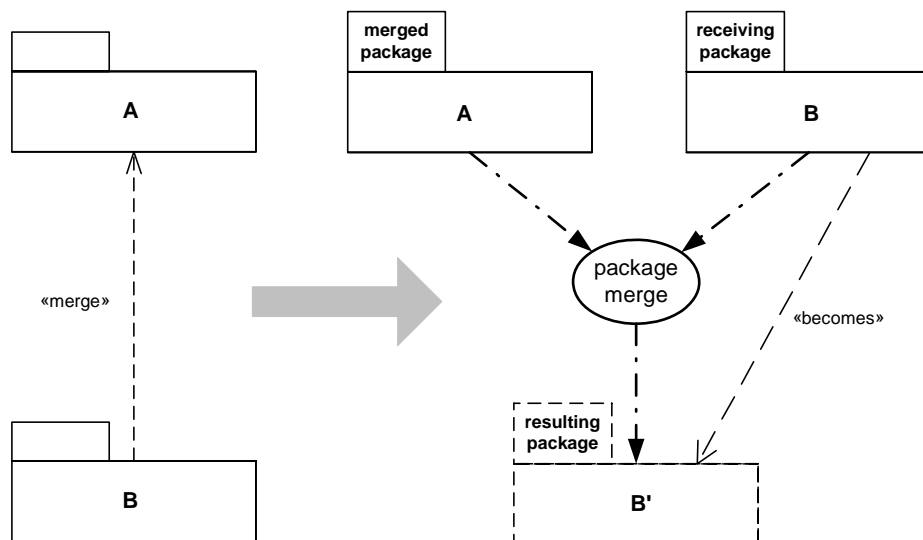 A
«merge»
B
merged
package
A
receiving
package
B
package
merge
«becomes»
resulting
package
B'